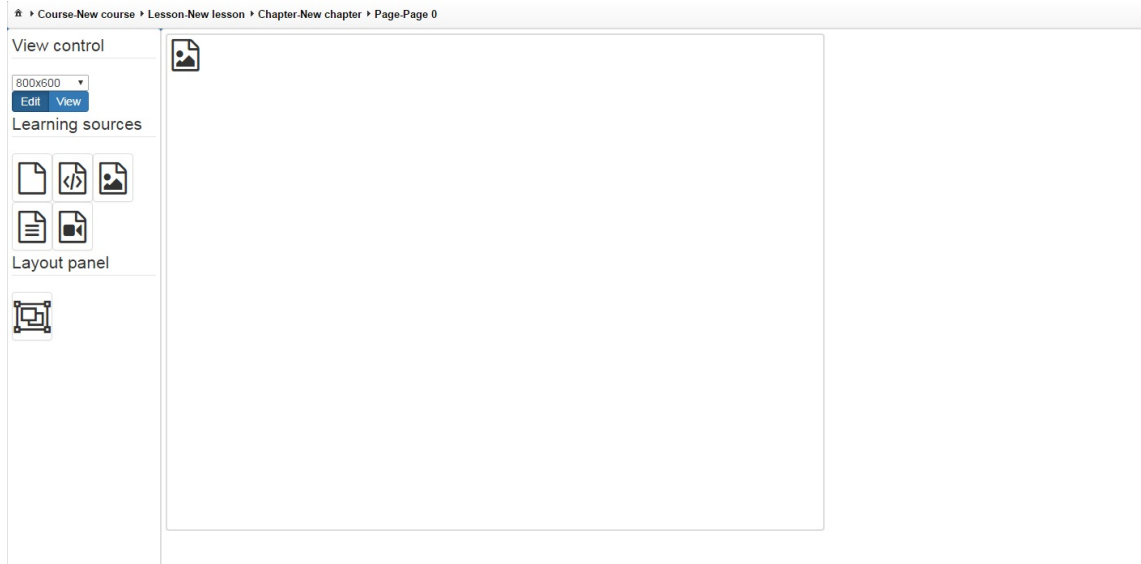 Course-New course Lesson-New lesson Chapter-New chapter Page-Page 0
View control
800x600
Edit View
Learning sources
Layout panel